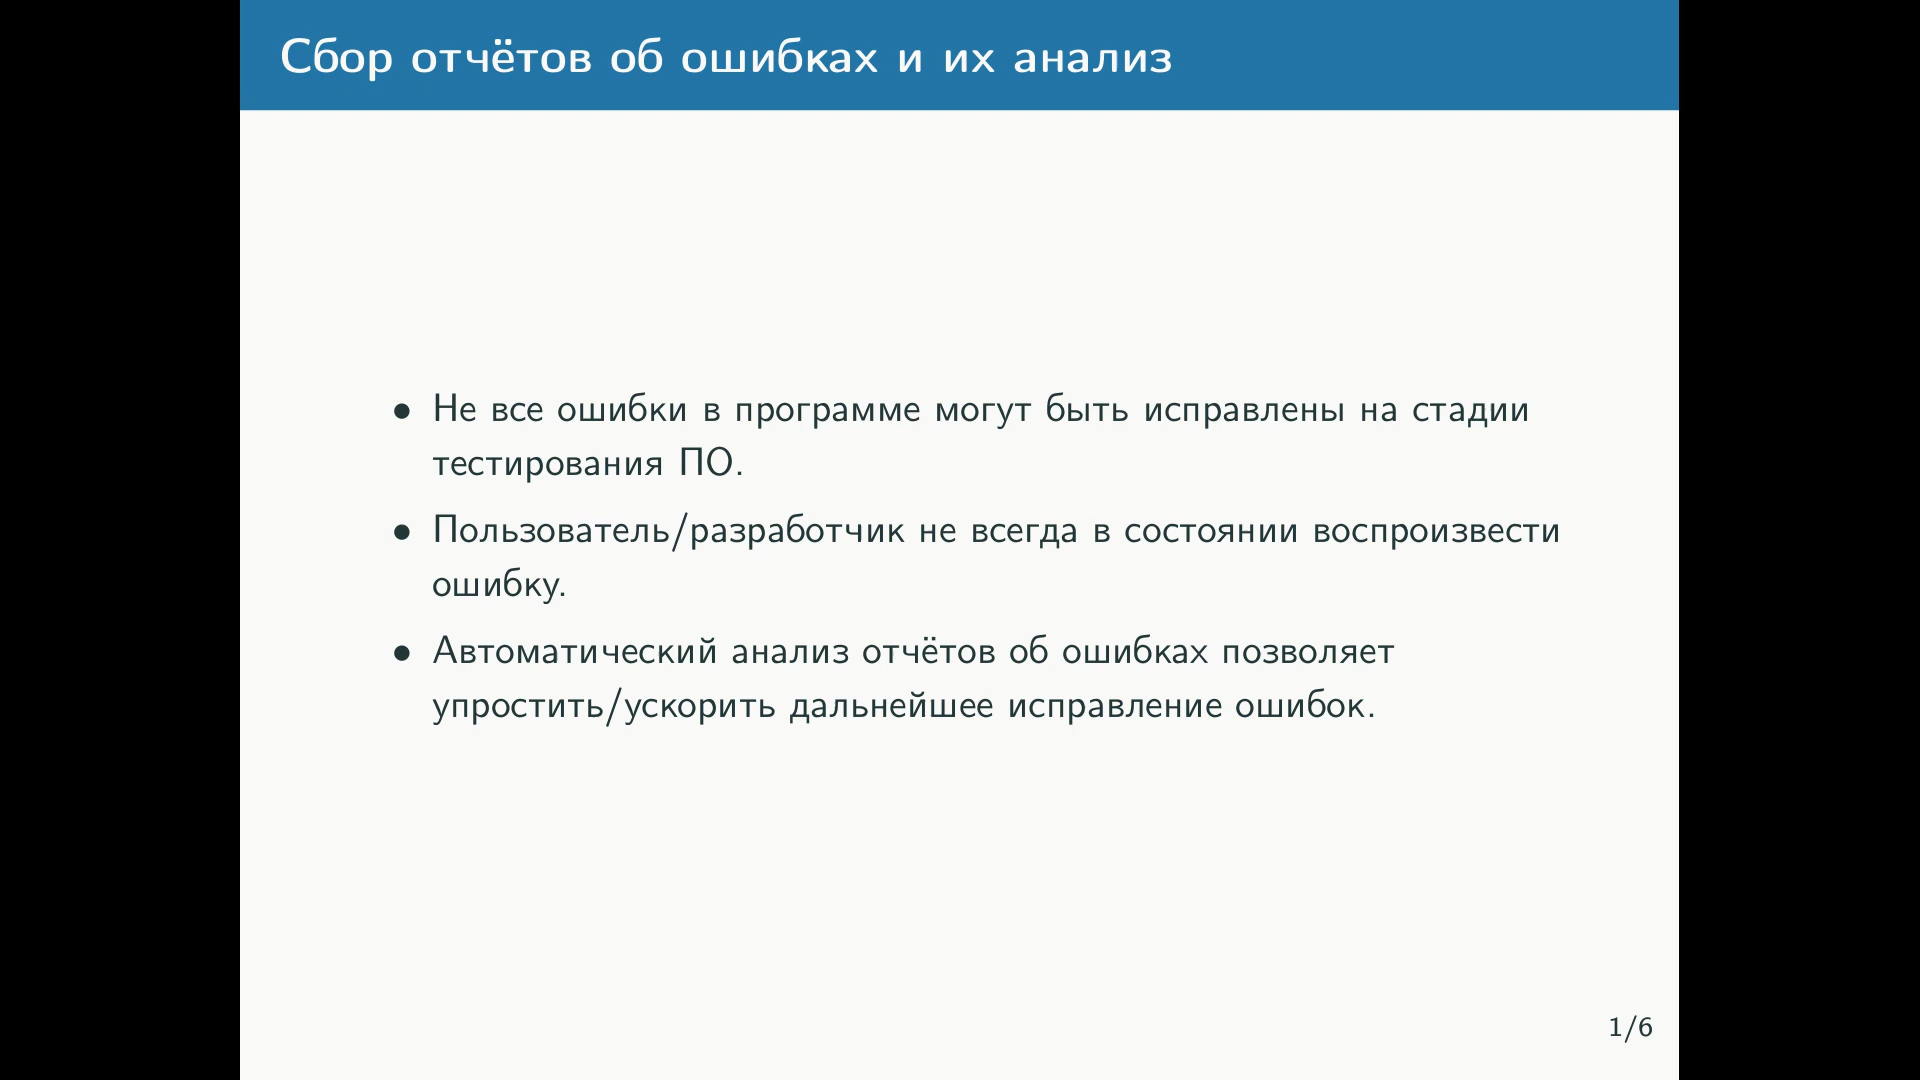 Сбор отчётов об ошибках и их анализ
• Не все ошибки в программе могут быть исправлены на стадии
тестирования ПО.
• Пользователь/разработчик не всегда в состоянии воспроизвести
ошибку.
• Автоматический анализ отчётов об ошибках позволяет
упростить/ускорить дальнейшее исправление ошибок.
1/6